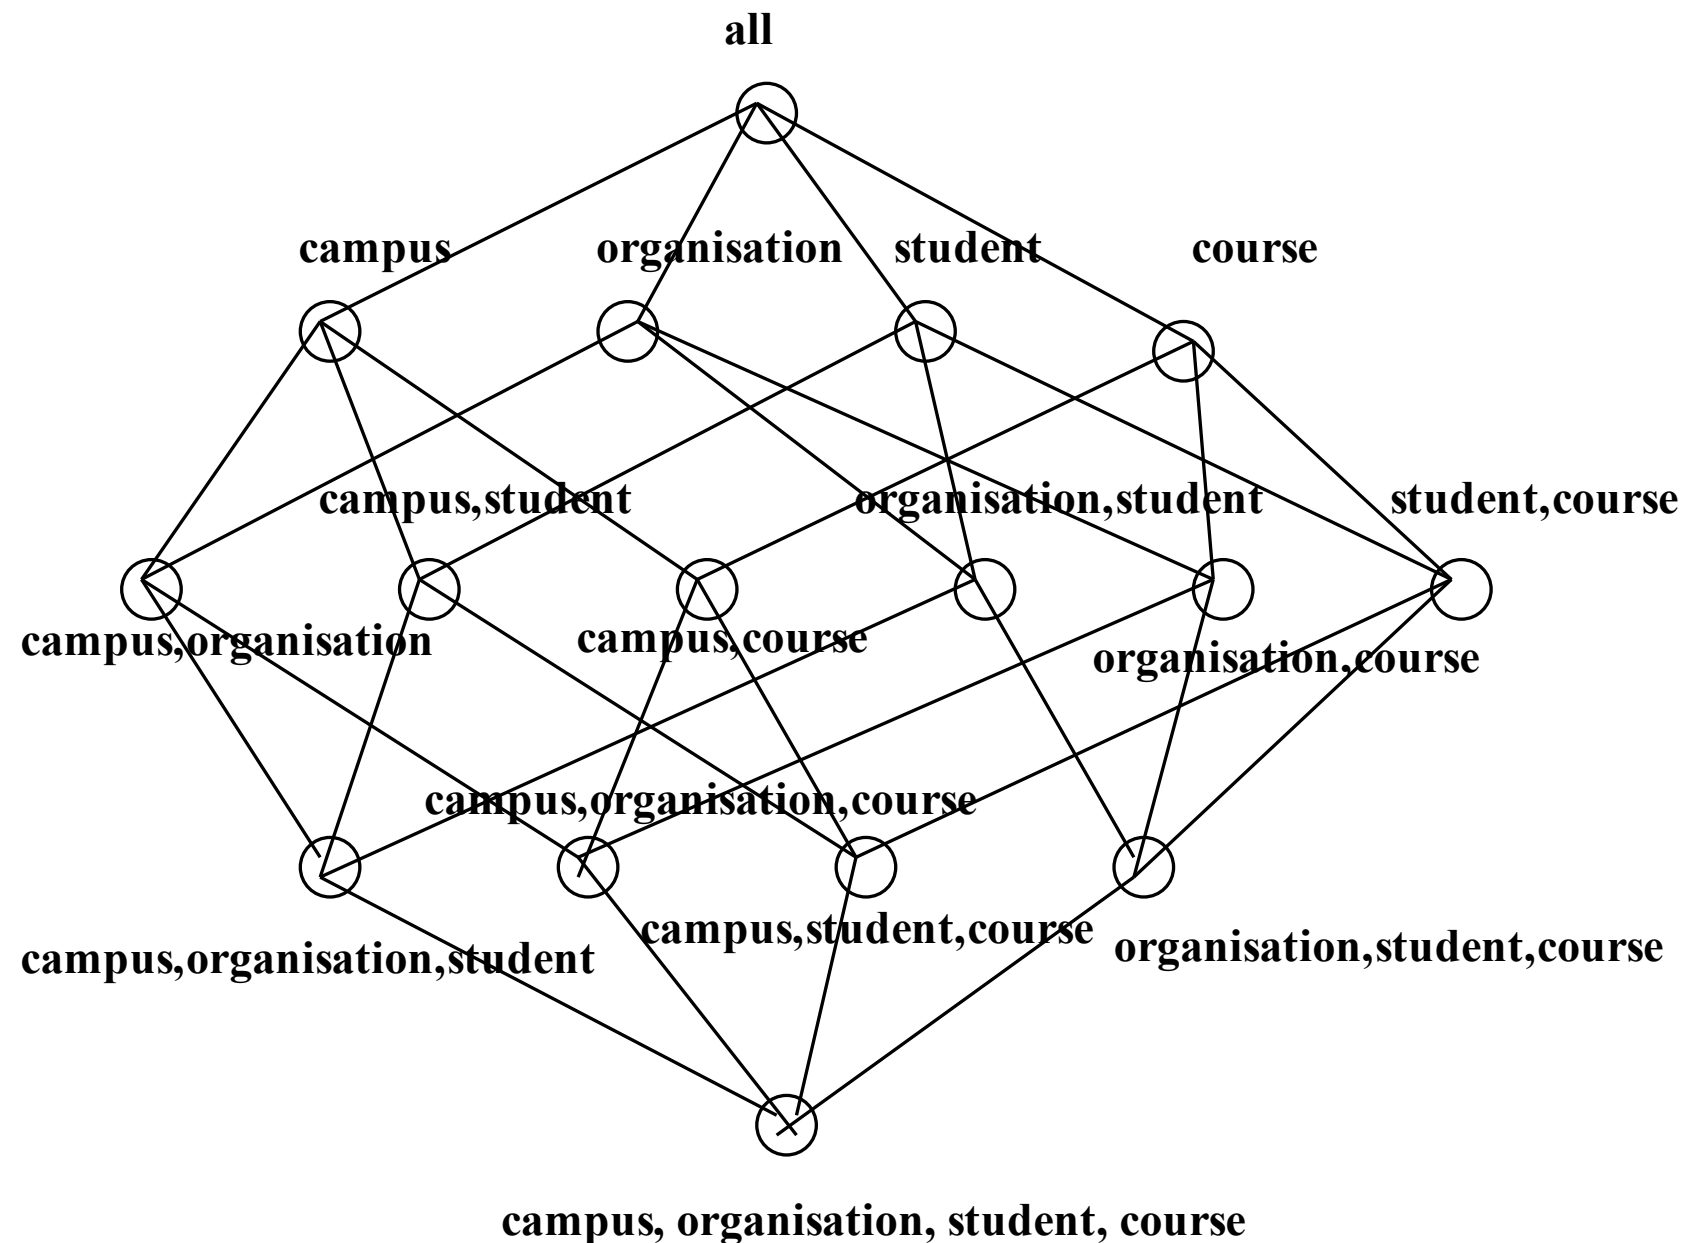 all
campus
organisation
student
course
campus,student
organisation,student
student,course
campus,organisation
campus,course
organisation,course
campus,organisation,course
campus,student,course
organisation,student,course
campus,organisation,student
campus, organisation, student, course